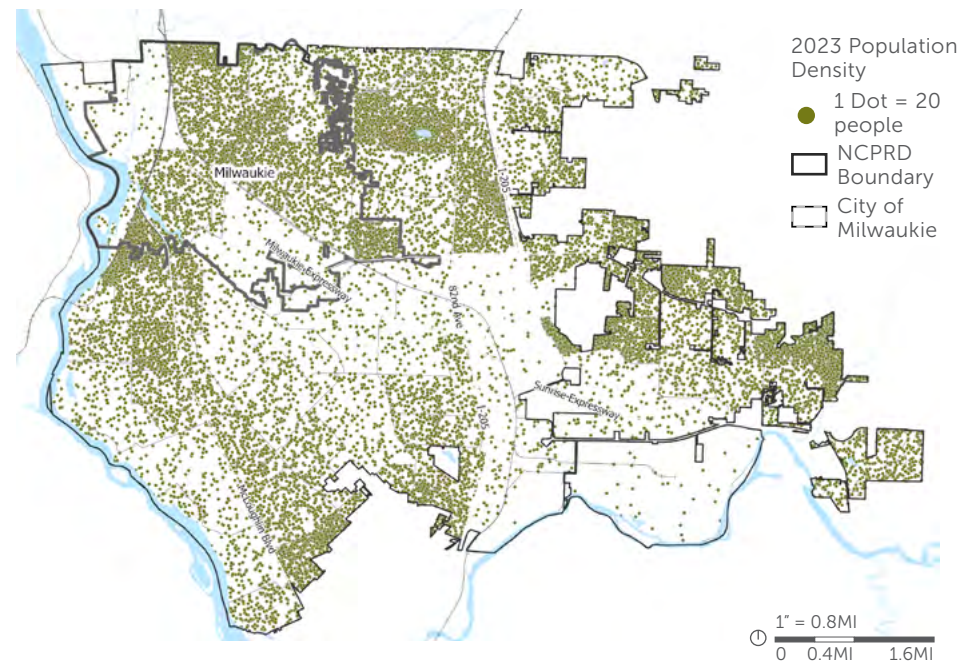 2023 Population
Density
1 Dot = 20
people
NCPRD
Boundary
City of
Milwaukie
Milwaukie
I-205
Milwaukie Expressway
82nd Ave
Sunrise Expressway
I-205
McLoughlin Blvd
1" = 0.8MI
0 0.4MI 1.6MI